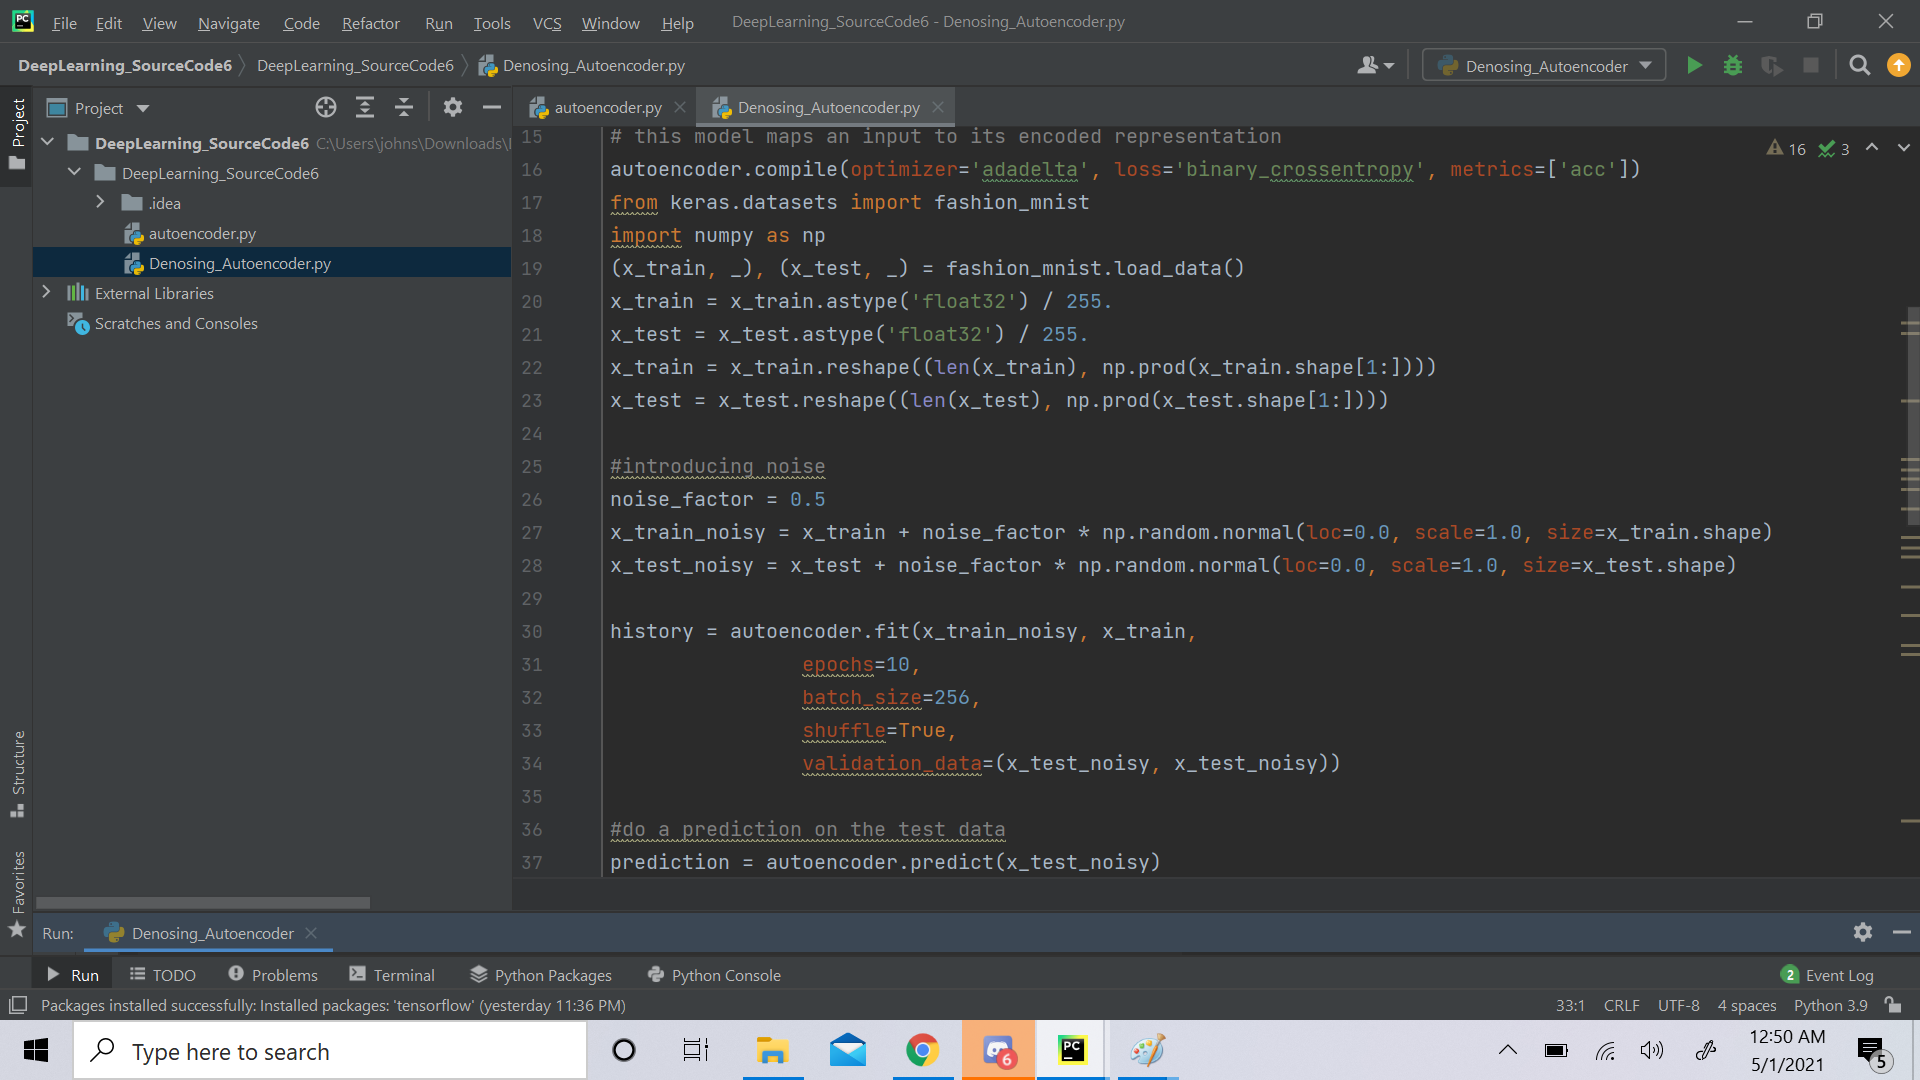 File Edit View Navigate Code Refactor Run Tools VCS Window Help DeepLearning_SourceCode6 - Denosing_Autoencoder.py
DeepLearning_SourceCode6 DeepLearning_SourceCode6 Denosing_Autoencoder.py Denosing_Autoencoder
Project
Project
autoencoder.py Denosing_Autoencoder.py
DeepLearning_SourceCode6 C:\Users\johns\Downloads\
DeepLearning_SourceCode6
.idea
autoencoder.py
Denosing_Autoencoder.py
External Libraries
Scratches and Consoles
16 3
15 # this model maps an input to its encoded representation
16 autoencoder.compile(optimizer='adadelta', loss='binary_crossentropy', metrics=['acc'])
17 from keras.datasets import fashion_mnist
18 import numpy as np
19 (x_train, _), (x_test, _) = fashion_mnist.load_data()
20 x_train = x_train.astype('float32') / 255.
21 x_test = x_test.astype('float32') / 255.
22 x_train = x_train.reshape((len(x_train), np.prod(x_train.shape[1:])))
23 x_test = x_test.reshape((len(x_test), np.prod(x_test.shape[1:])))
24
25 #introducing noise
26 noise_factor = 0.5
27 x_train_noisy = x_train + noise_factor * np.random.normal(loc=0.0, scale=1.0, size=x_train.shape)
28 x_test_noisy = x_test + noise_factor * np.random.normal(loc=0.0, scale=1.0, size=x_test.shape)
29
30 history = autoencoder.fit(x_train_noisy, x_train,
31 epochs=10,
32 batch_size=256,
33 shuffle=True,
34 validation_data=(x_test_noisy, x_test_noisy))
35
36 #do a prediction on the test data
37 prediction = autoencoder.predict(x_test_noisy)
Structure
Favorites
Run: Denosing_Autoencoder
Run TODO Problems Terminal Python Packages Python Console 2 Event Log
Packages installed successfully: Installed packages: 'tensorflow' (yesterday 11:36 PM) 33:1 CRLF UTF-8 4 spaces Python 3.9
Type here to search
PC
6
PC
12:50 AM
5/1/2021
5